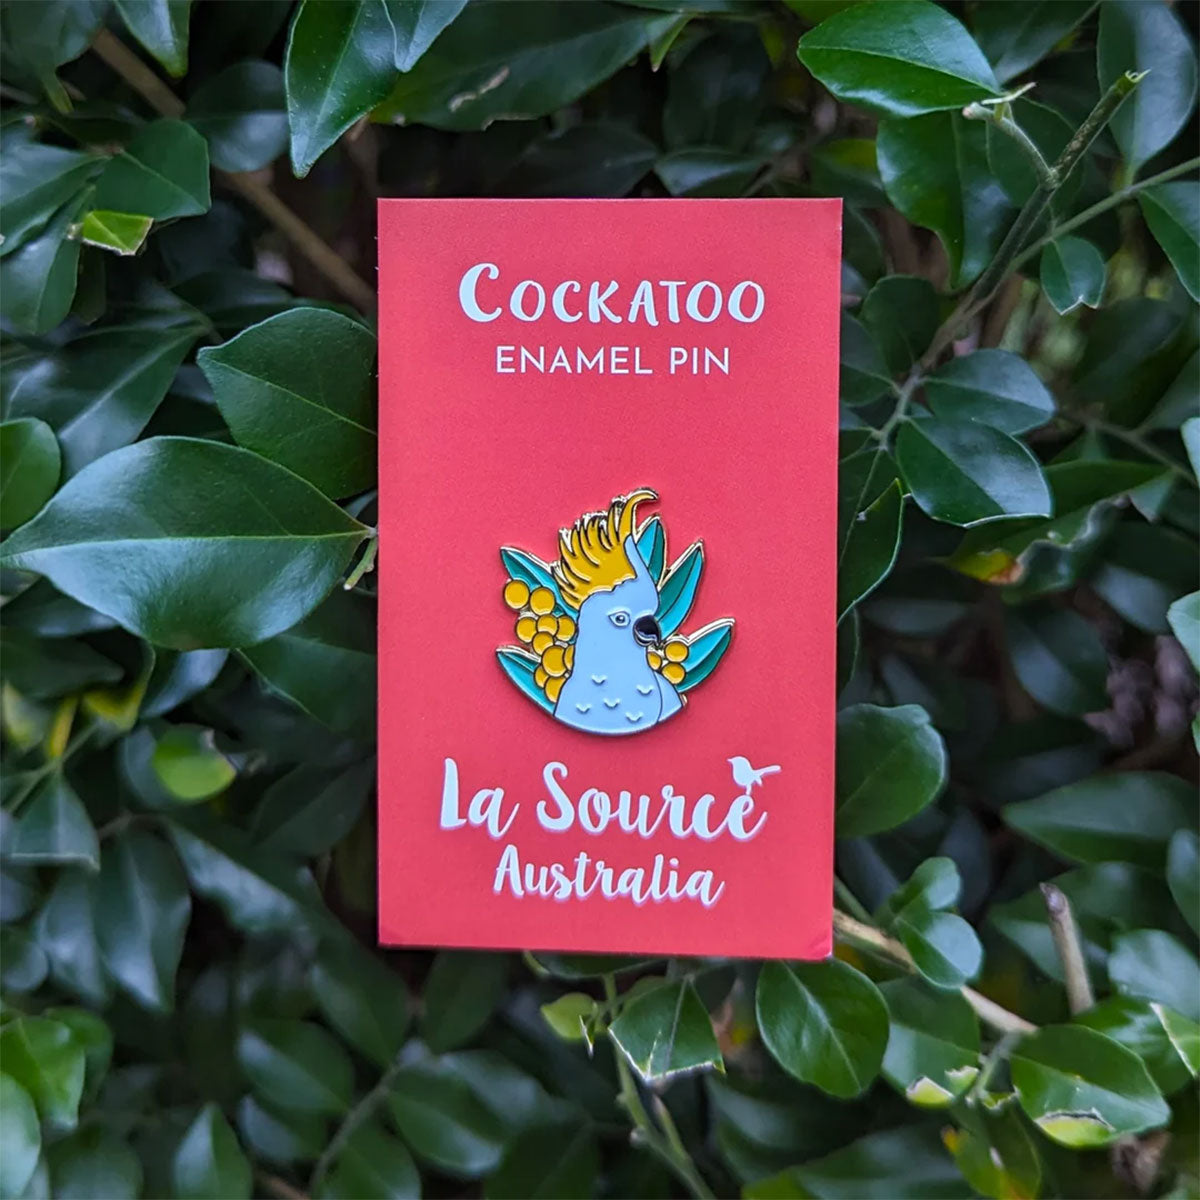 Cockatoo
ENAMEL PIN
La Source
Australia